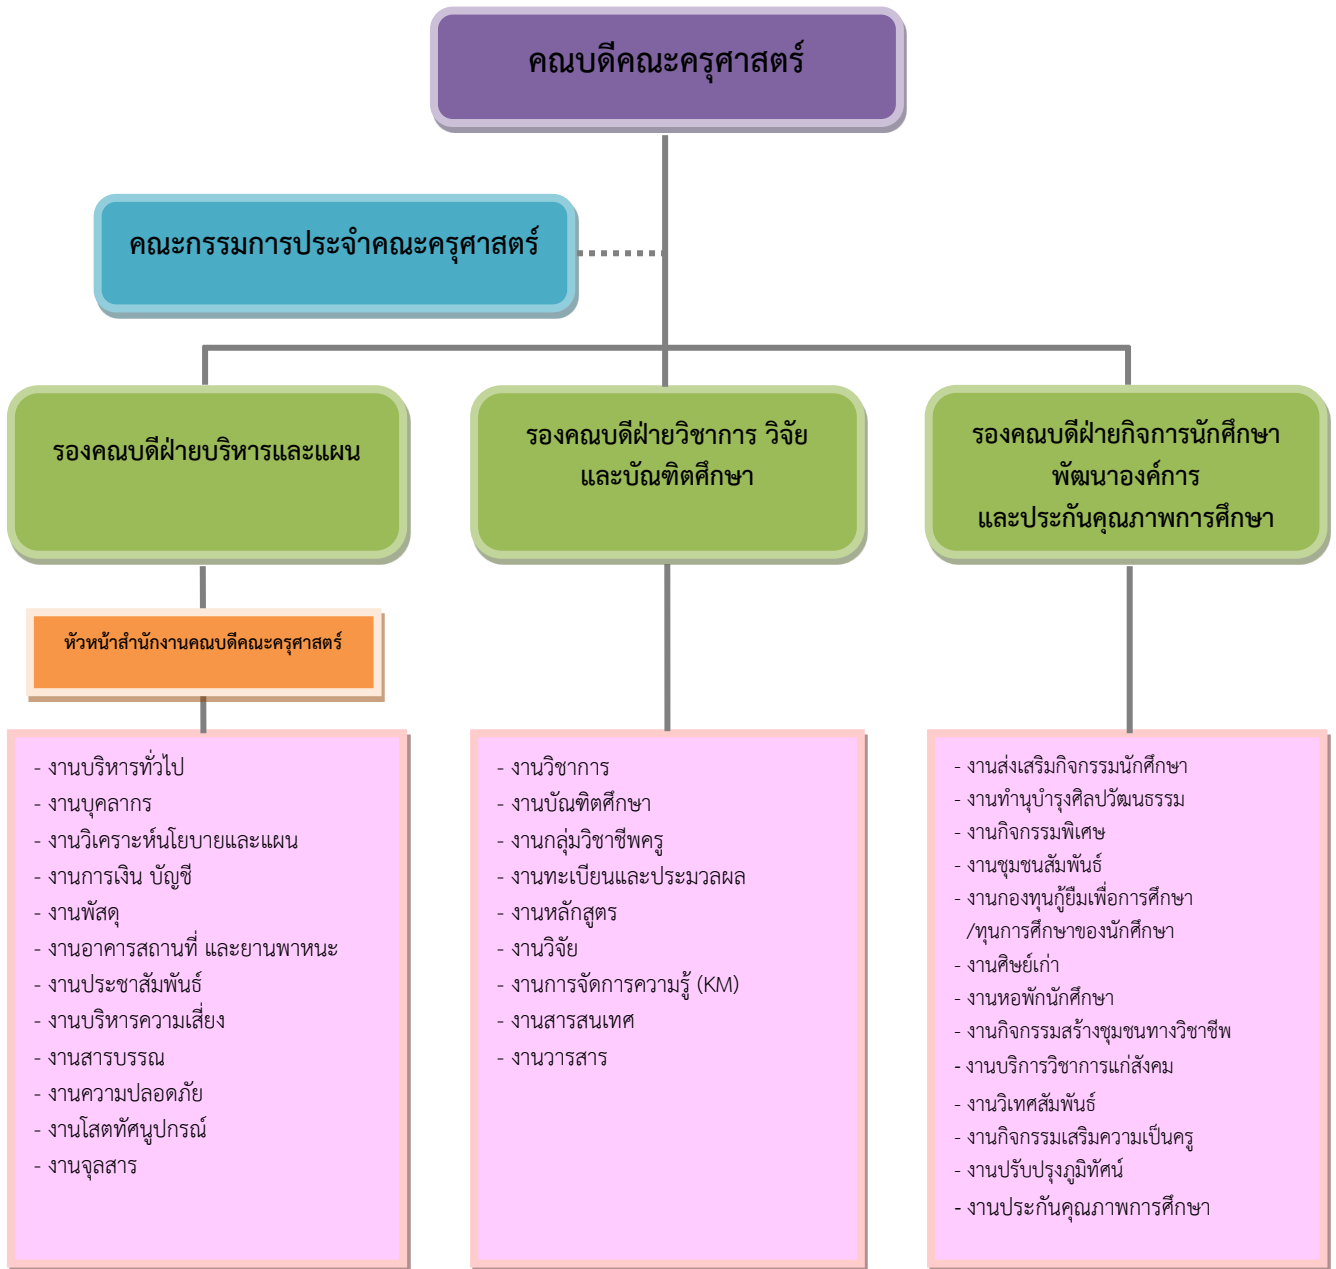 คณบดีคณะครุศาสตร์
คณะกรรมการประจำคณะครุศาสตร์
รองคณบดีฝ่ายบริหารและแผน
รองคณบดีฝ่ายวิชาการ วิจัย
และบัณฑิตศึกษา
รองคณบดีฝ่ายกิจการนักศึกษา
พัฒนาองค์การ
และประกันคุณภาพการศึกษา
หัวหน้าสำนักงานคณบดีคณะครุศาสตร์
- งานบริหารทั่วไป
- งานบุคลากร
- งานวิเคราะห์นโยบายและแผน
- งานการเงิน บัญชี
- งานพัสดุ
- งานอาคารสถานที่ และยานพาหนะ
- งานประชาสัมพันธ์
- งานบริหารความเสี่ยง
- งานสารบรรณ
- งานความปลอดภัย
- งานโสตทัศนูปกรณ์
- งานจุลสาร
- งานวิชาการ
- งานบัณฑิตศึกษา
- งานกลุ่มวิชาชีพครู
- งานทะเบียนและประมวลผล
- งานหลักสูตร
- งานวิจัย
- งานการจัดการความรู้ (KM)
- งานสารสนเทศ
- งานวารสาร
- งานส่งเสริมกิจกรรมนักศึกษา
- งานทำนุบำรุงศิลปวัฒนธรรม
- งานกิจกรรมพิเศษ
- งานชุมชนสัมพันธ์
- งานกองทุนกู้ยืมเพื่อการศึกษา
/ทุนการศึกษาของนักศึกษา
- งานศิษย์เก่า
- งานหอพักนักศึกษา
- งานกิจกรรมสร้างชุมชนทางวิชาชีพ
- งานบริการวิชาการแก่สังคม
- งานวิเทศสัมพันธ์
- งานกิจกรรมเสริมความเป็นครู
- งานปรับปรุงภูมิทัศน์
- งานประกันคุณภาพการศึกษา